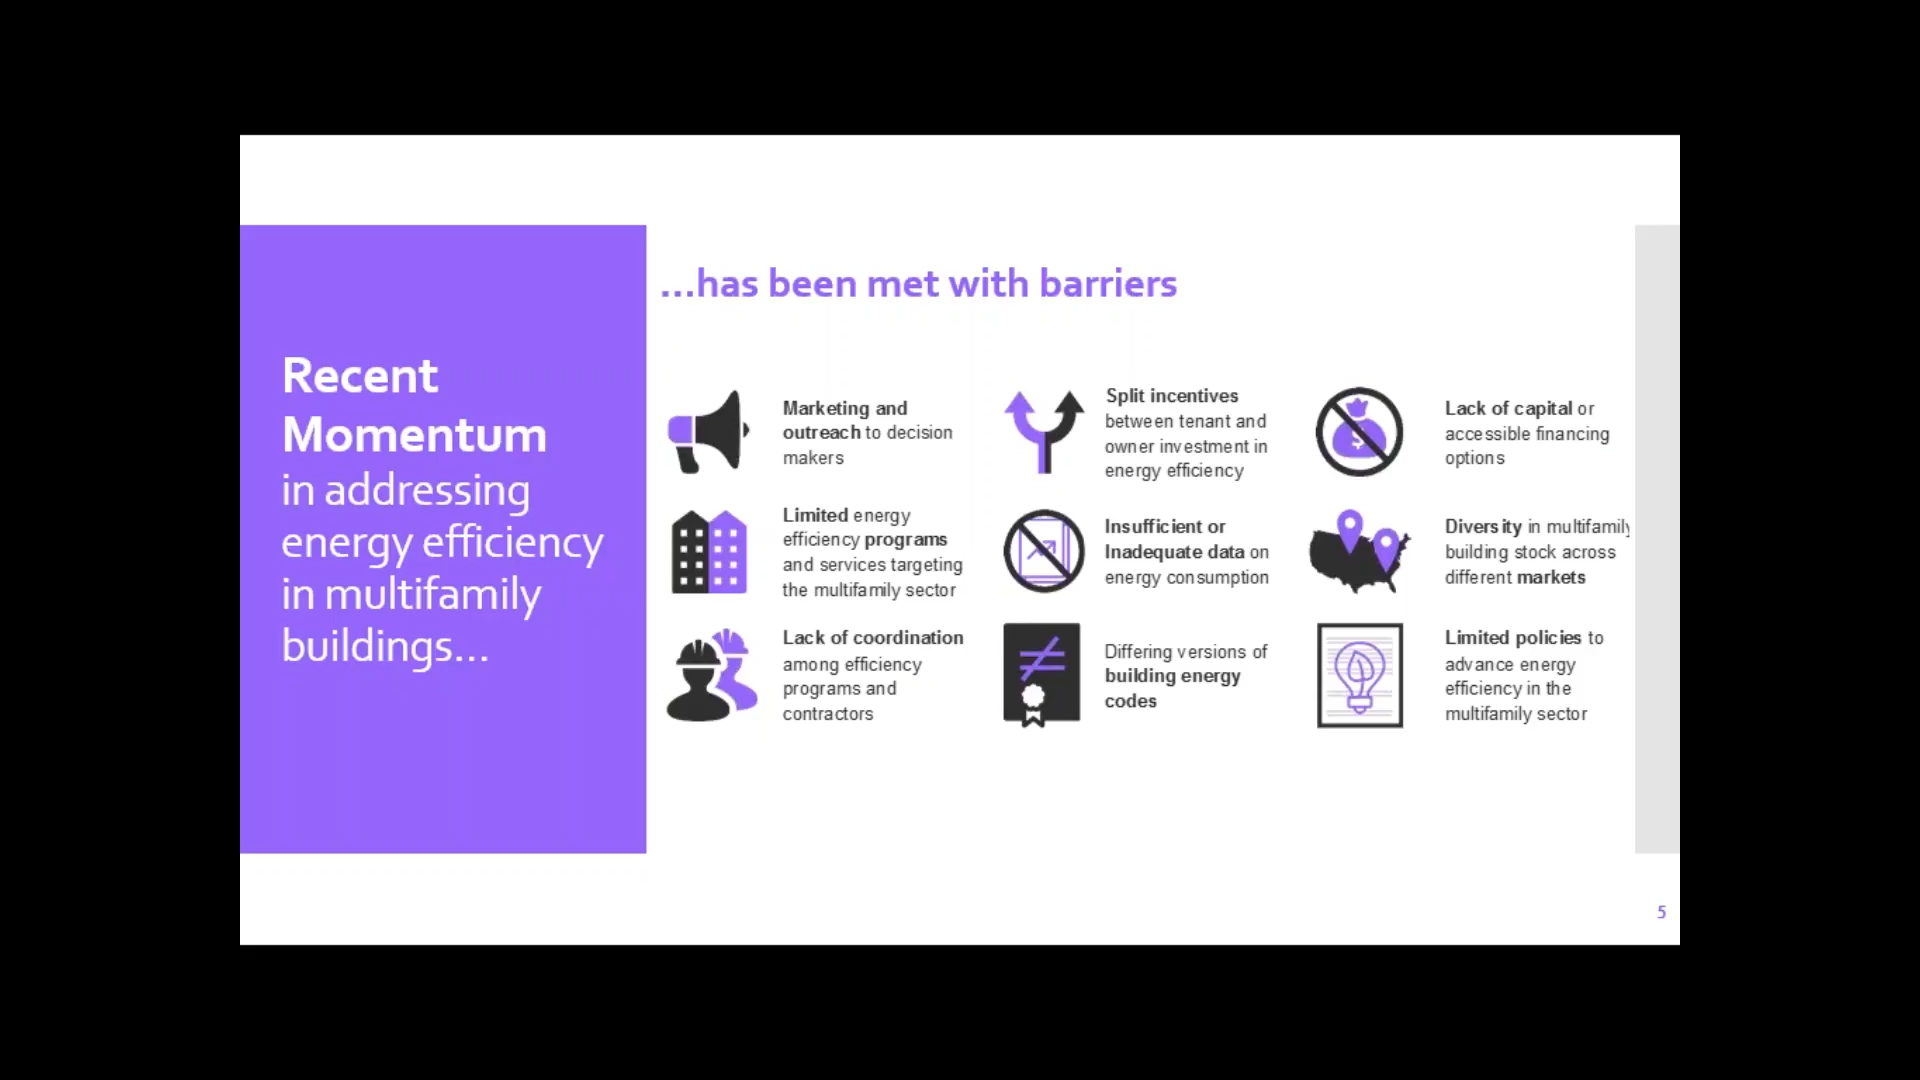 Recent
Momentum
in addressing
energy efficiency
in multifamily
buildings...
...has been met with barriers
Marketing and
outreach to decision
makers
Split incentives
between tenant and
owner investment in
energy efficiency
Lack of capital or
accessible financing
options
Limited energy
efficiency programs
and services targeting
the multifamily sector
Insufficient or
Inadequate data on
energy consumption
Diversity in multifamily
building stock across
different markets
Lack of coordination
among efficiency
programs and
contractors
Differing versions of
building energy
codes
Limited policies to
advance energy
efficiency in the
multifamily sector
5